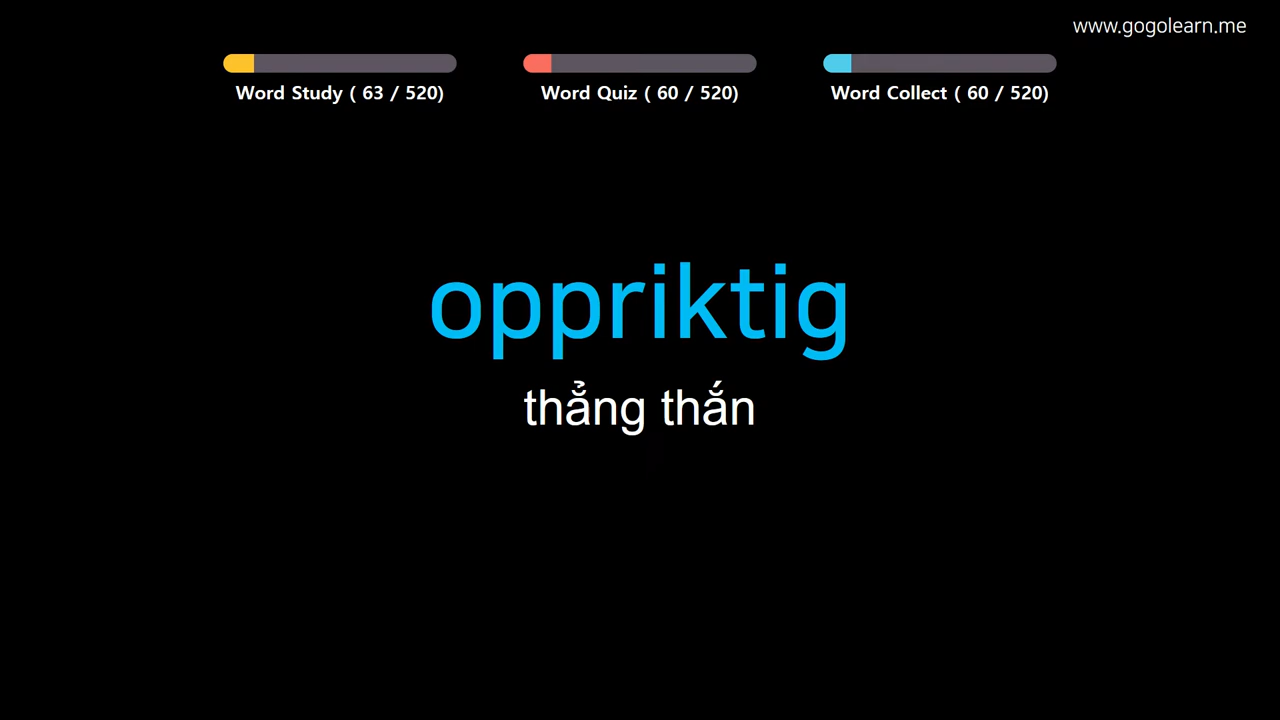 www.gogolearn.me
Word Study ( 63 / 520)
Word Quiz ( 60 / 520)
Word Collect ( 60 / 520)
oppriktig
thẳng thắn